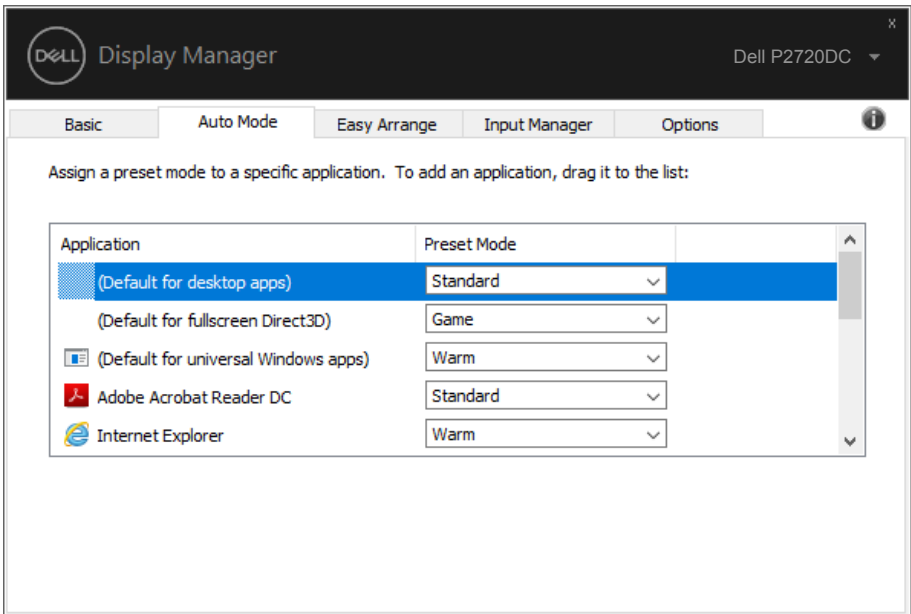 DELL Display Manager
x
Dell P2720DC
Basic Auto Mode Easy Arrange Input Manager Options
Assign a preset mode to a specific application. To add an application, drag it to the list:
Application Preset Mode
(Default for desktop apps) Standard
(Default for fullscreen Direct3D) Game
(Default for universal Windows apps) Warm
Adobe Acrobat Reader DC Standard
Internet Explorer Warm